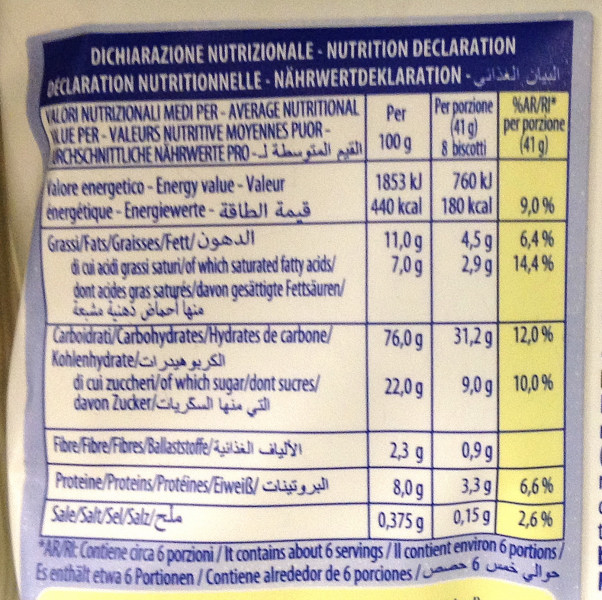 DICHIARAZIONE NUTRIZIONALE - NUTRITION DECLARATION
DÉCLARATION NUTRITIONNELLE - NÄHRWERTDEKLARATION - البيان الغذائي
VALORI NUTRIZIONALI MEDI PER - AVERAGE NUTRITIONAL
VALUE PER - VALEURS NUTRITIVE MOYENNES PUOR -
DURCHSCHNITTLICHE NÄHRWERTE PRO - القيم المتوسطة لـ
Per
100 g
Per porzione
(41 g)
8 biscotti
%AR/RI*
per porzione
(41 g)
Valore energetico - Energy value - Valeur 1853 kJ 760 kJ
énergétique - Energiewerte - قيمة الطاقة 440 kcal 180 kcal 9,0 %
Grassi/Fats/Graisses/Fett/الدهون 11,0 g 4,5 g 6,4 %
di cui acidi grassi saturi/of which saturated fatty acids/ 7,0 g 2,9 g 14,4 %
dont acides gras saturés/davon gesättigte Fettsäuren/
منها أحماض ذهنية مشبعة
Carboidrati/Carbohydrates/Hydrates de carbone/ 76,0 g 31,2 g 12,0 %
Kohlenhydrate/الكربوهيدرات
di cui zuccheri/of which sugar/dont sucres/ 22,0 g 9,0 g 10,0 %
davon Zucker/التي منها السكريات
Fibre/Fibre/Fibres/Ballaststoffe/الألياف الغذائية 2,3 g 0,9 g
Proteine/Proteins/Protéines/Eiweiß/البروتينات 8,0 g 3,3 g 6,6 %
Sale/Salt/Sel/Salz/ملح 0,375 g 0,15 g 2,6 %
*AR/RI: Contiene circa 6 porzioni / It contains about 6 servings / Il contient environ 6 portions /
Es enthält etwa 6 Portionen / Contiene alrededor de 6 porciones / حوالي خمس 6 حصص